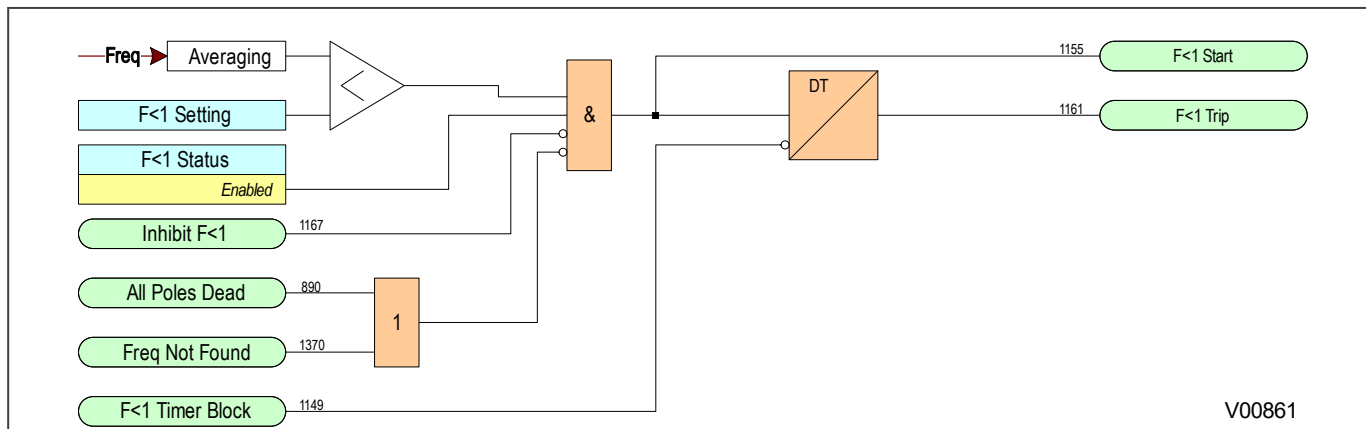 Freq
Averaging
1155
F<1 Start
<
DT
F<1 Setting
&
1161
F<1 Trip
F<1 Status
Enabled
Inhibit F<1
1167
All Poles Dead
890
1
Freq Not Found
1370
F<1 Timer Block
1149
V00861